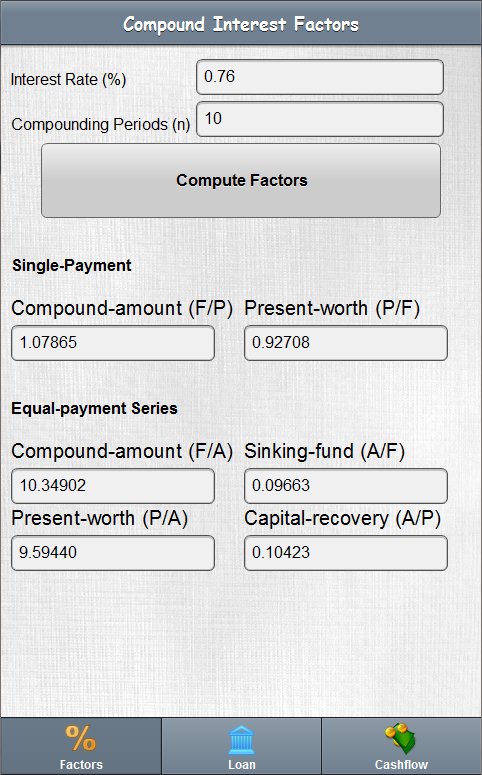 Compound Interest Factors
Interest Rate (%) 0.76
Compounding Periods (n) 10
Compute Factors
Single-Payment
Compound-amount (F/P) Present-worth (P/F)
1.07865 0.92708
Equal-payment Series
Compound-amount (F/A) Sinking-fund (A/F)
10.34902 0.09663
Present-worth (P/A) Capital-recovery (A/P)
9.59440 0.10423
Factors Loan Cashflow